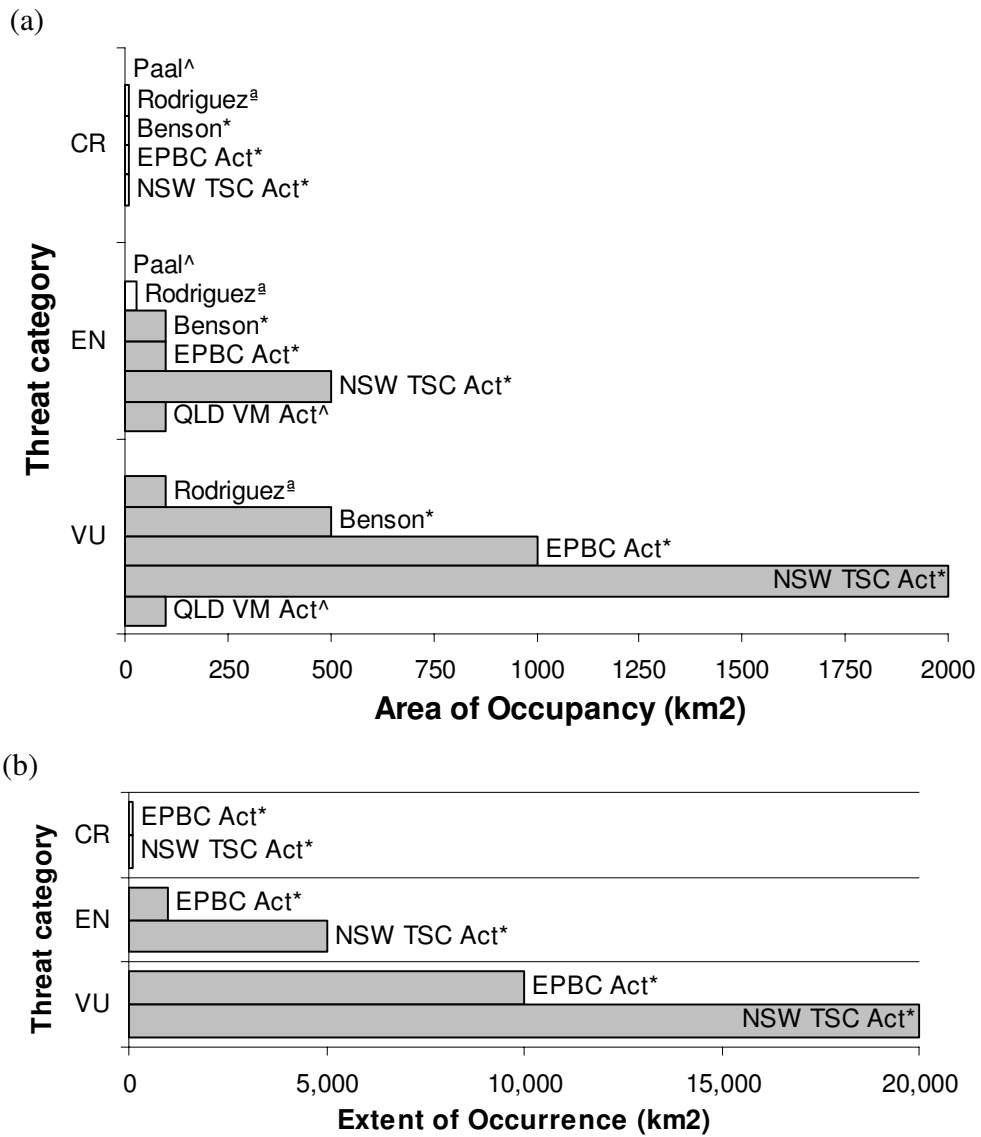 (a)
Threat category
CR
Paal^
Rodriguezª
Benson*
EPBC Act*
NSW TSC Act*
EN
Paal^
Rodriguezª
Benson*
EPBC Act*
NSW TSC Act*
QLD VM Act^
VU
Rodriguezª
Benson*
EPBC Act*
NSW TSC Act*
QLD VM Act^
0 250 500 750 1000 1250 1500 1750 2000
Area of Occupancy (km2)
(b)
Threat category
CR
EPBC Act*
NSW TSC Act*
EN
EPBC Act*
NSW TSC Act*
VU
EPBC Act*
NSW TSC Act*
0 5,000 10,000 15,000 20,000
Extent of Occurrence (km2)